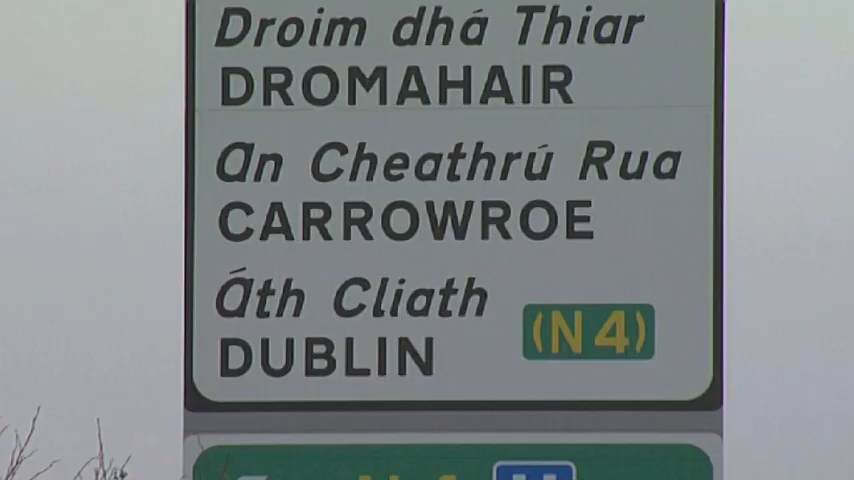 Droim dhá Thiar
DROMAHAIR
An Cheathrú Rua
CARROWROE
Áth Cliath
DUBLIN
(N4)